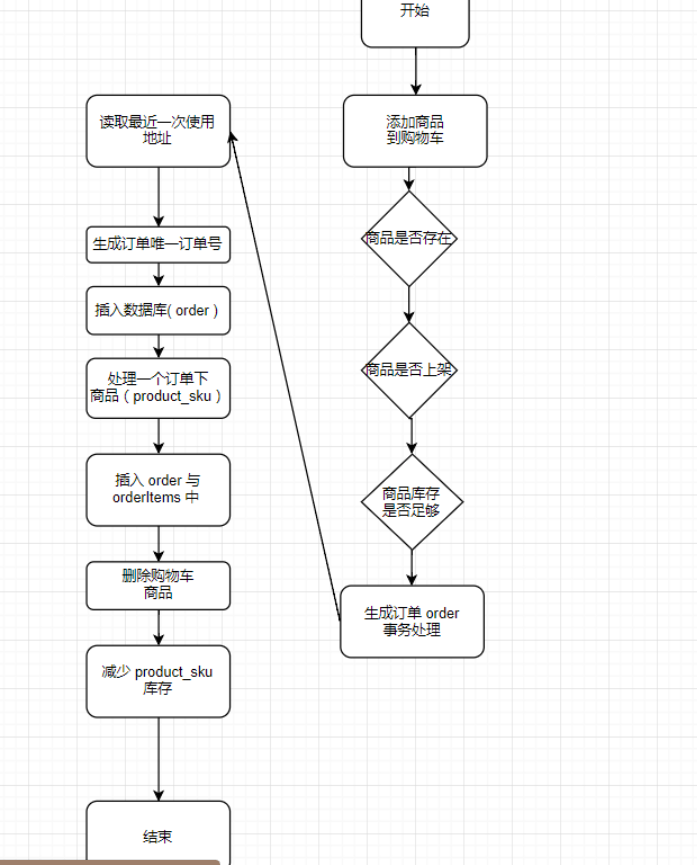 开始
添加商品
到购物车
商品是否存在
商品是否上架
商品库存
是否足够
生成订单 order
事务处理
读取最近一次使用
地址
生成订单唯一订单号
插入数据库( order )
处理一个订单下
商品 ( product_sku )
插入 order 与
orderItems 中
删除购物车
商品
减少 product_sku
库存
结束